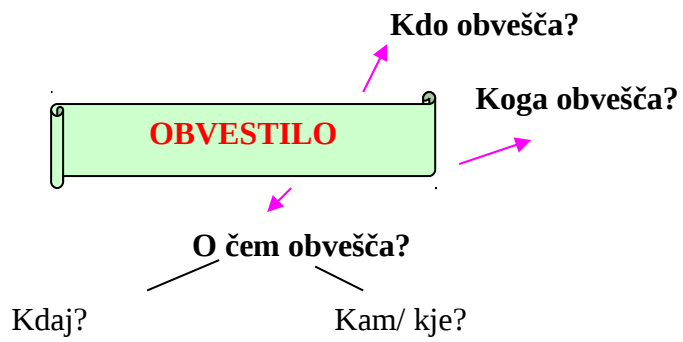 Kdo obvešča?
Koga obvešča?
OBVESTILO
O čem obvešča?
Kdaj?
Kam/ kje?